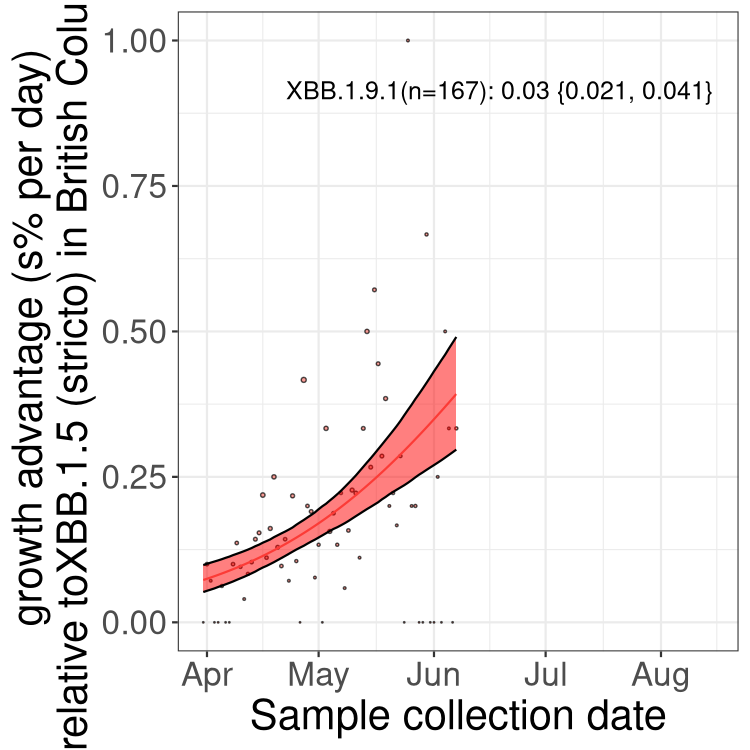 growth advantage (s% per day)
relative toXBB.1.5 (stricto) in British Colu
1.00
0.75
0.50
0.25
0.00
XBB.1.9.1(n=167): 0.03 {0.021, 0.041}
Apr May Jun Jul Aug
Sample collection date